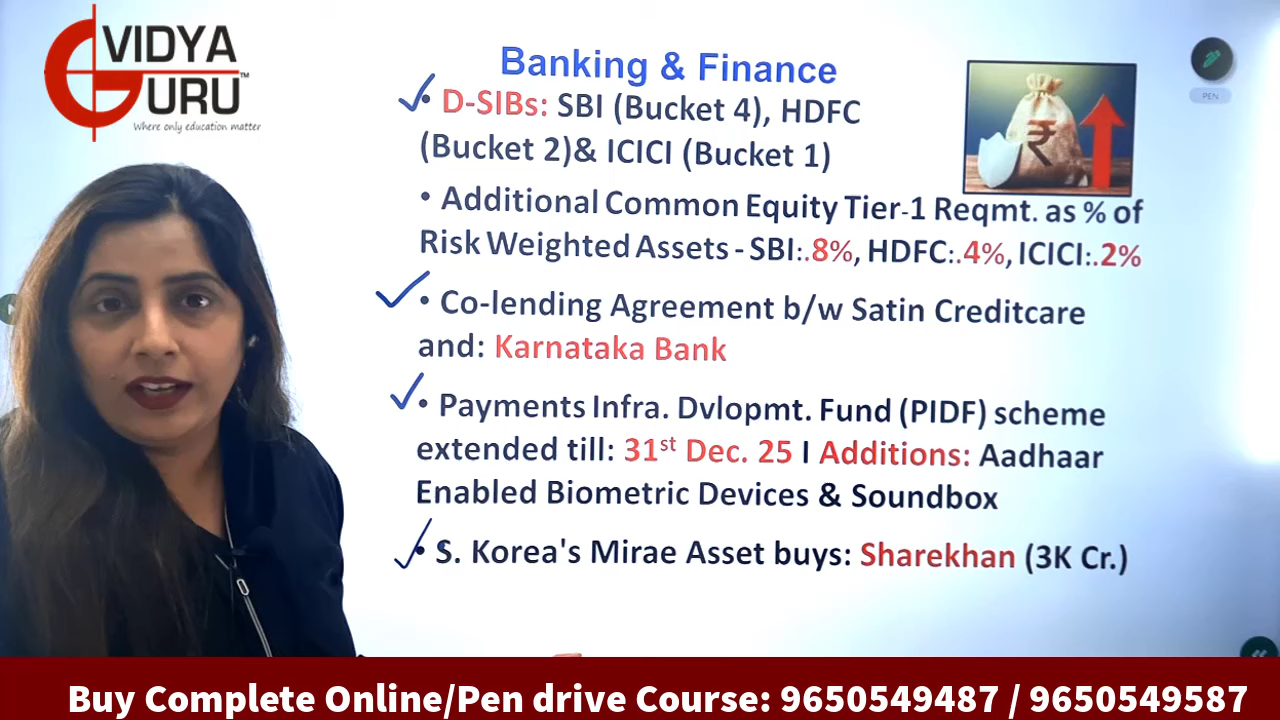 VIDYA
GURU™
Where only education matter
Banking & Finance
• D-SIBs: SBI (Bucket 4), HDFC
(Bucket 2)& ICICI (Bucket 1)
• Additional Common Equity Tier-1 Reqmt. as % of
Risk Weighted Assets - SBI:.8%, HDFC:.4%, ICICI:.2%
• Co-lending Agreement b/w Satin Creditcare
and: Karnataka Bank
• Payments Infra. Dvlopmt. Fund (PIDF) scheme
extended till: 31st Dec. 25 I Additions: Aadhaar
Enabled Biometric Devices & Soundbox
• S. Korea's Mirae Asset buys: Sharekhan (3K Cr.)
₹
PEN
Buy Complete Online/Pen drive Course: 9650549487 / 9650549587